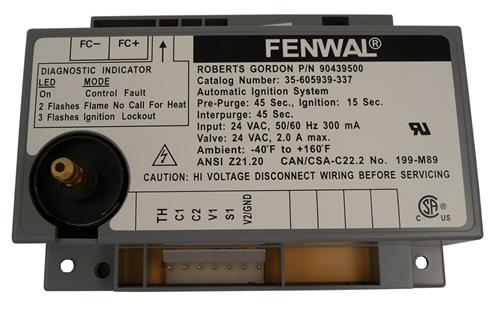 FC- FC+
DIAGNOSTIC INDICATOR
LED MODE
On Control Fault
2 Flashes Flame No Call For Heat
3 Flashes Ignition Lockout
FENWAL®
ROBERTS GORDON P/N 90439500
Catalog Number: 35-605939-337
Automatic Ignition System
Pre-Purge: 45 Sec., Ignition: 15 Sec.
Interpurge: 45 Sec.
Input: 24 VAC, 50/60 Hz 300 mA
Valve: 24 VAC, 2.0 A max.
Ambient: -40°F to +160°F
ANSI Z21.20 CAN/CSA-C22.2 No. 199-M89
CAUTION: HI VOLTAGE DISCONNECT WIRING BEFORE SERVICING
TH C1 C2 V1 S1 V2/GND
C US